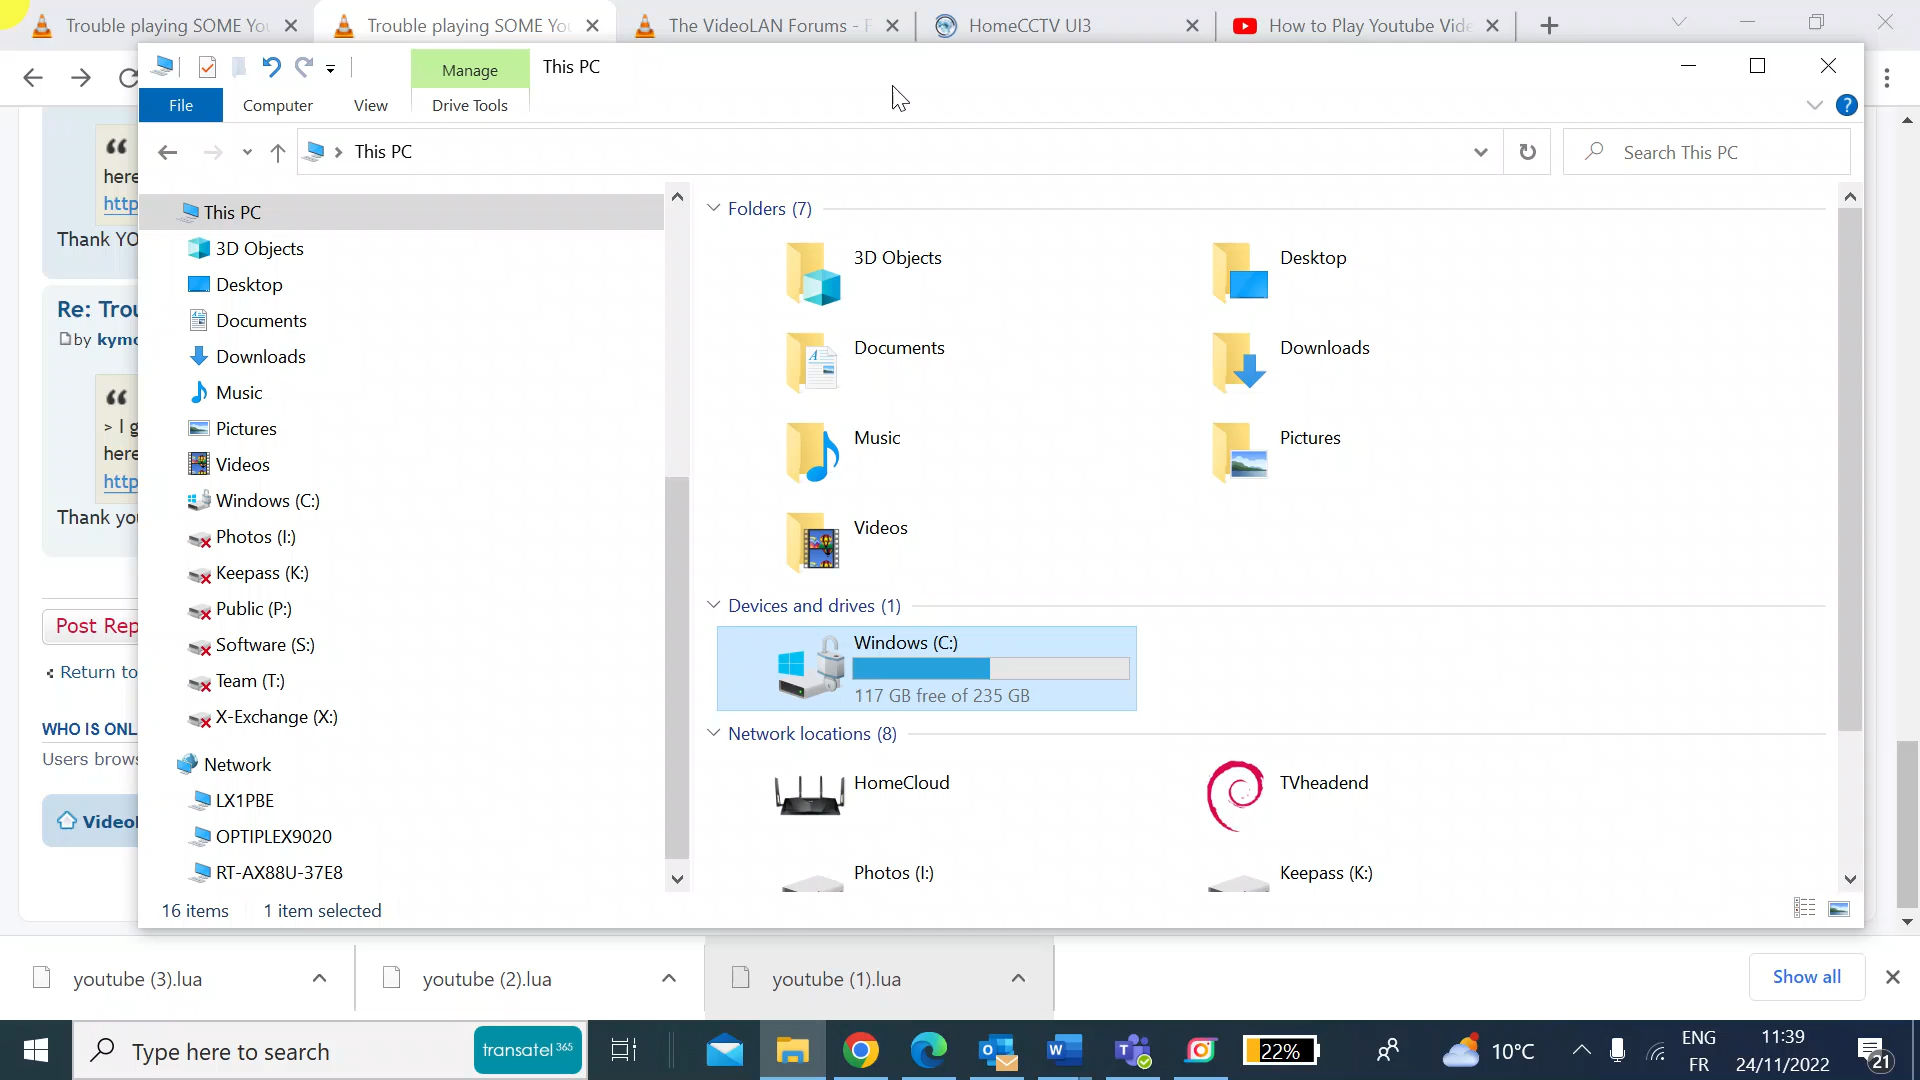 Trouble playing SOME You
Trouble playing SOME You
The VideoLAN Forums - F
HomeCCTV UI3
How to Play Youtube Vide
Manage
This PC
File
Computer
View
Drive Tools
This PC
Search This PC
here
http
Thank YO
Re: Trou
by kymo
> I g
here
http
Thank you
Post Rep
Return to
WHO IS ONL
Users brows
Videol
This PC
3D Objects
Desktop
Documents
Downloads
Music
Pictures
Videos
Windows (C:)
Photos (I:)
Keepass (K:)
Public (P:)
Software (S:)
Team (T:)
X-Exchange (X:)
Network
LX1PBE
OPTIPLEX9020
RT-AX88U-37E8
Folders (7)
3D Objects
Desktop
Documents
Downloads
Music
Pictures
Videos
Devices and drives (1)
Windows (C:)
117 GB free of 235 GB
Network locations (8)
HomeCloud
TVheadend
Photos (I:)
Keepass (K:)
16 items
1 item selected
youtube (3).lua
youtube (2).lua
youtube (1).lua
Show all
Type here to search
transatel 365
22%
10°C
ENG
FR
11:39
24/11/2022
21